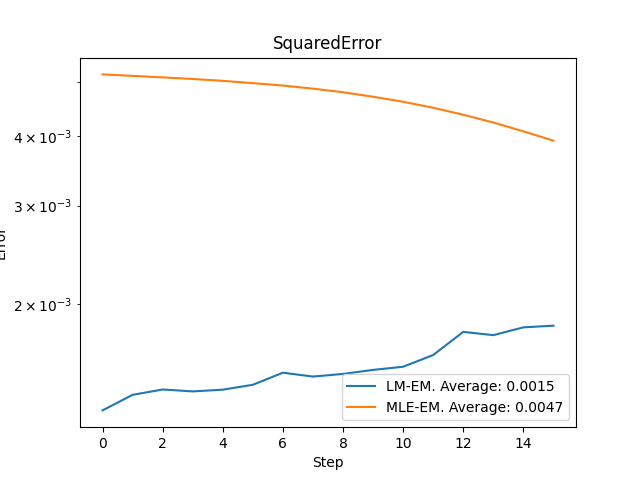 SquaredError
4 × 10⁻³
3 × 10⁻³
2 × 10⁻³
Error
0 2 4 6 8 10 12 14
Step
LM-EM. Average: 0.0015
MLE-EM. Average: 0.0047